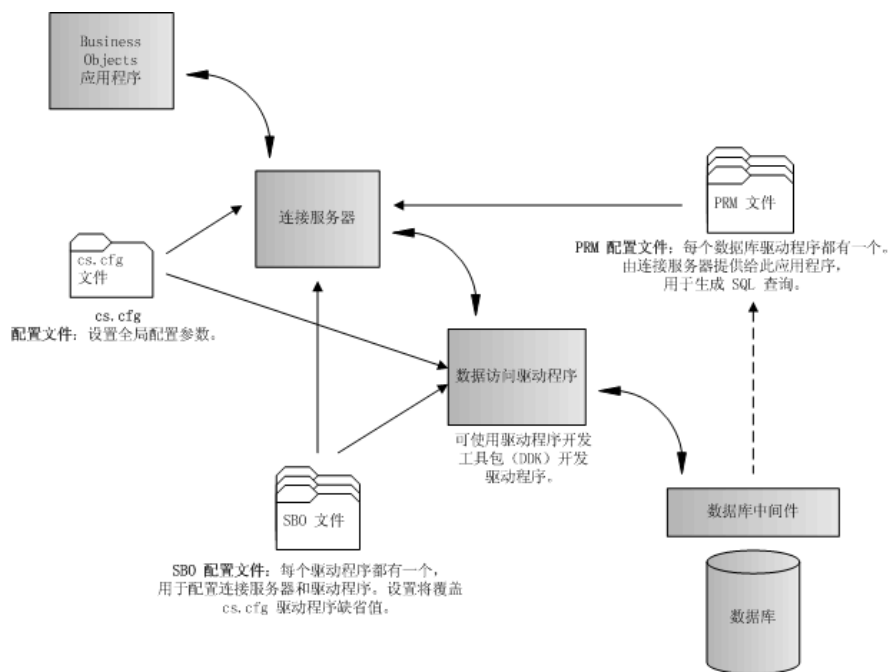 Business
Objects
应用程序
连接服务器
PRM 文件
PRM 配置文件：每个数据库驱动程序都有一个。
由连接服务器提供给此应用程序，
用于生成 SQL 查询。
cs.cfg
文件
cs.cfg
配置文件：设置全局配置参数。
数据访问驱动程序
可使用驱动程序开发
工具包（DDK）开发
驱动程序。
SBO 文件
SBO 配置文件：每个驱动程序都有一个，
用于配置连接服务器和驱动程序。设置将覆盖
cs.cfg 驱动程序缺省值。
数据库中间件
数据库